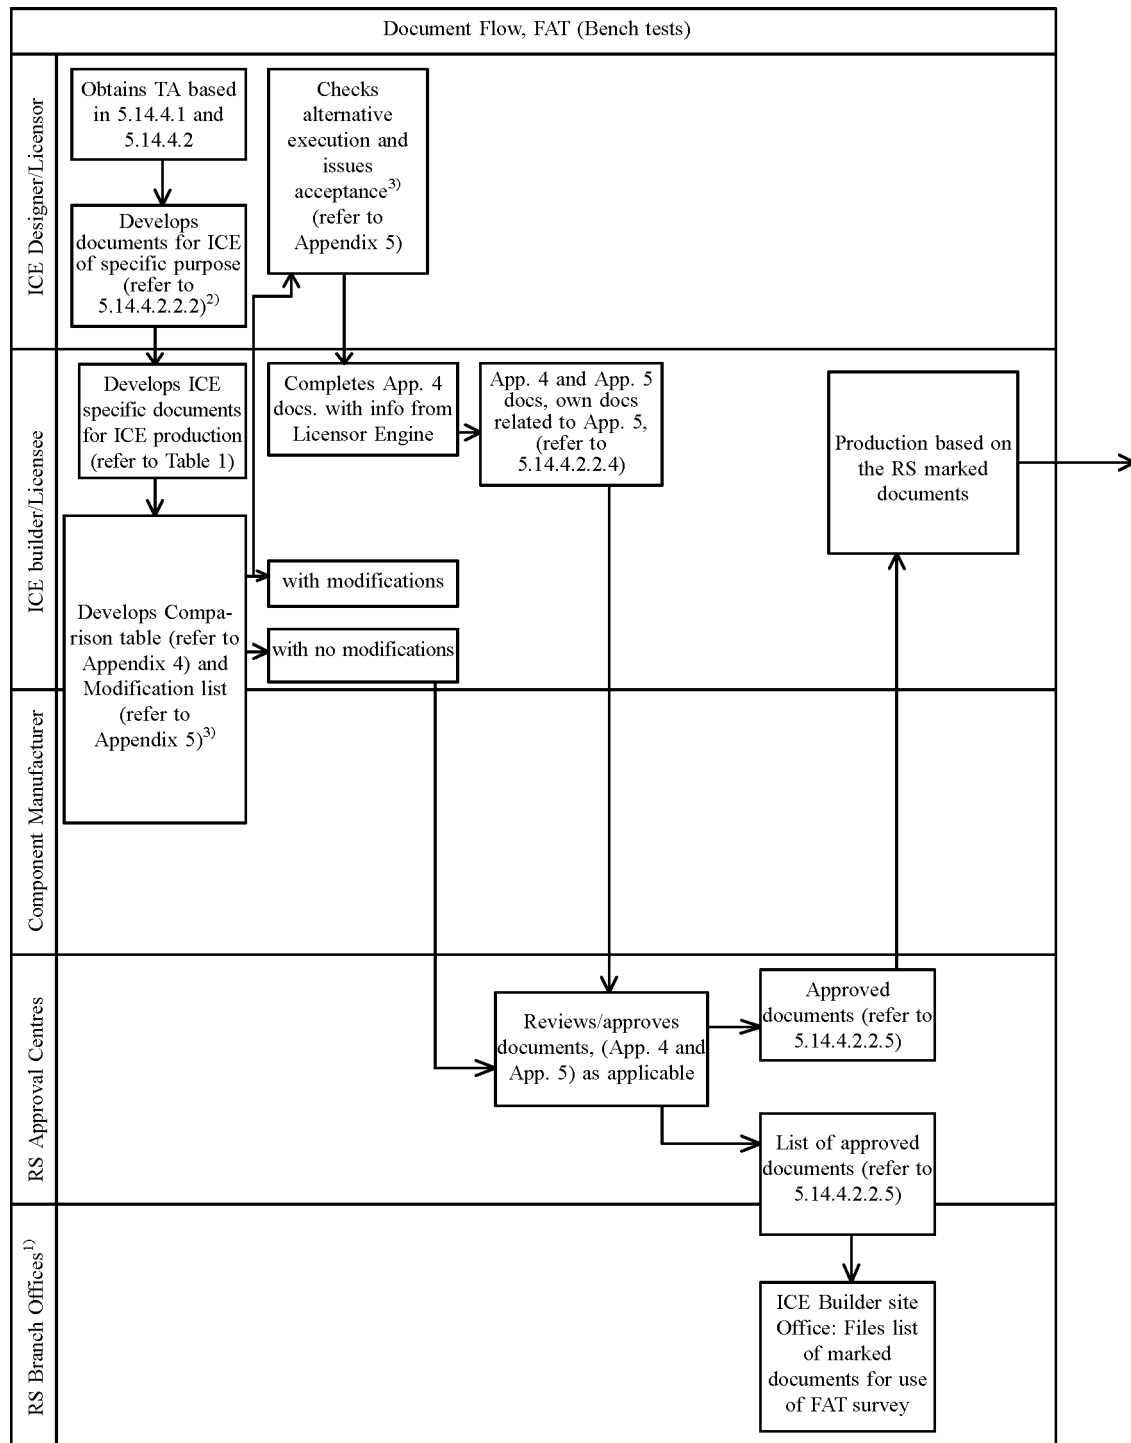 Document Flow, FAT (Bench tests)
ICE Designer/Licensor
Obtains TA based
in 5.14.4.1 and
5.14.4.2
Develops
documents for ICE
of specific purpose
(refer to
5.14.4.2.2.2)2)
Checks
alternative
execution and
issues
acceptance3)
(refer to
Appendix 5)
ICE builder/Licensee
Develops ICE
specific documents
for ICE production
(refer to Table 1)
Completes App. 4
docs. with info from
Licensor Engine
App. 4 and App. 5
docs, own docs
related to App. 5,
(refer to
5.14.4.2.2.4)
Production based on
the RS marked
documents
Develops Compa-
rison table (refer to
Appendix 4) and
Modification list
(refer to
Appendix 5)3)
with modifications
with no modifications
Component Manufacturer
RS Approval Centres
Reviews/approves
documents, (App. 4 and
App. 5) as applicable
Approved
documents (refer to
5.14.4.2.2.5)
List of approved
documents (refer to
5.14.4.2.2.5)
RS Branch Offices1)
ICE Builder site
Office: Files list
of marked
documents for use
of FAT survey